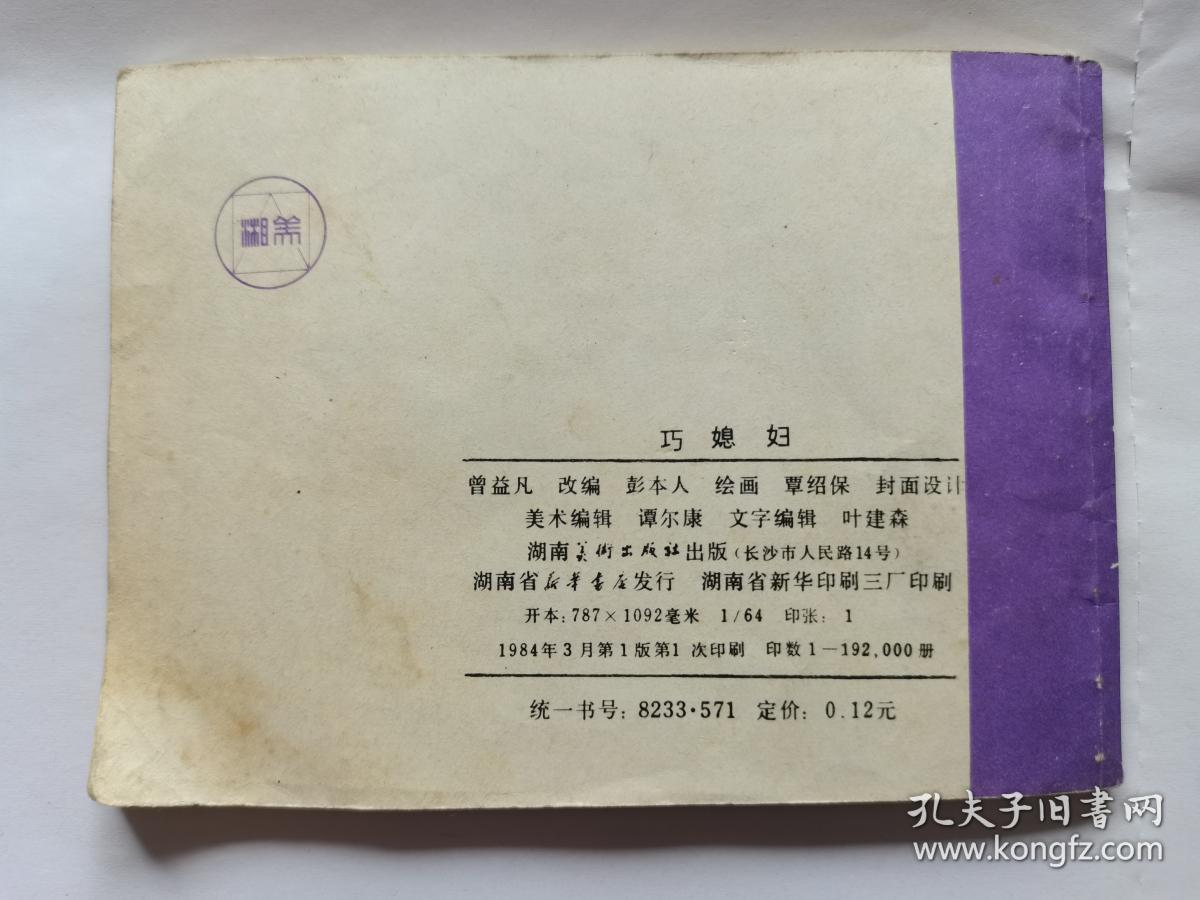 湘美
巧媳妇
曾益凡 改编 彭本人 绘画 覃绍保 封面设计
美术编辑 谭尔康 文字编辑 叶建森
湖南美術出版社出版(长沙市人民路14号)
湖南省新华书店发行 湖南省新华印刷三厂印刷
开本:787×1092毫米 1/64 印张:1
1984年3月第1版第1次印刷 印数1—192,000册
统一书号:8233·571 定价:0.12元
孔夫子旧书网
www.kongfz.com